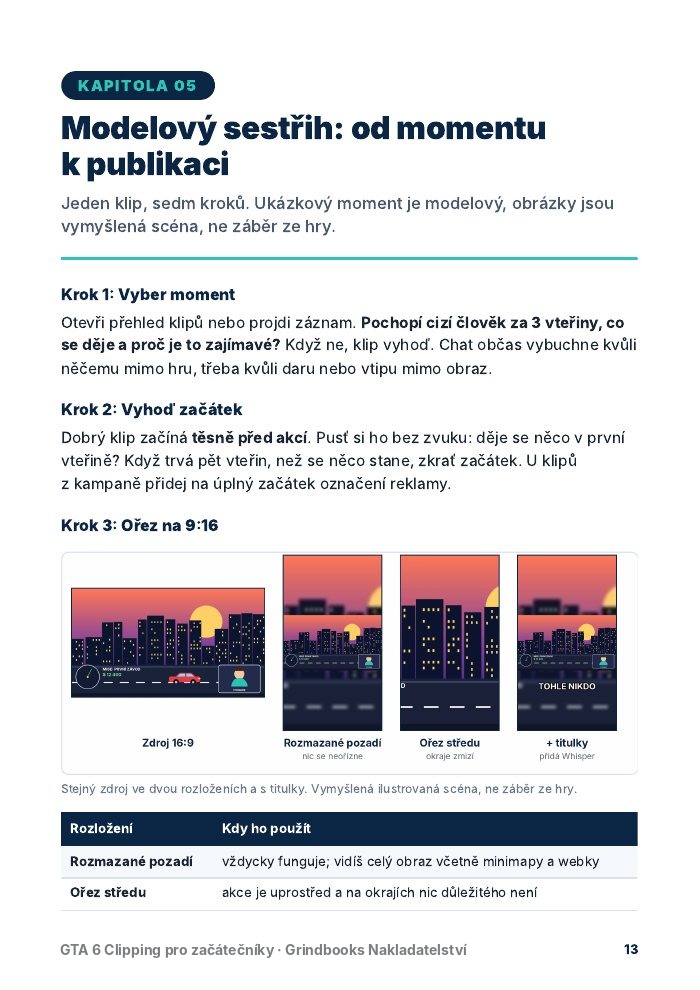 KAPITOLA 05
Modelový sestřih: od momentu
k publikaci
Jeden klip, sedm kroků. Ukázkový moment je modelový, obrázky jsou
vymyšlená scéna, ne záběr ze hry.
Krok 1: Vyber moment
Otevři přehled klipů nebo projdi záznam. Pochopí cizí člověk za 3 vteřiny, co
se děje a proč je to zajímavé? Když ne, klip vyhoď. Chat občas vybuchne kvůli
něčemu mimo hru, třeba kvůli daru nebo vtipu mimo obraz.
Krok 2: Vyhoď začátek
Dobrý klip začíná těsně před akcí. Pusť si ho bez zvuku: děje se něco v první
vteřině? Když trvá pět vteřin, než se něco stane, zkrať začátek. U klipů
z kampaně přidej na úplný začátek označení reklamy.
Krok 3: Ořez na 9:16
MISE: PRVNÍ ZÁVOD
$ 12 400
TOHLE NIKDO
Zdroj 16:9
Rozmazané pozadí
nic se neořízne
Ořez středu
okraje zmizí
+ titulky
přidá Whisper
Stejný zdroj ve dvou rozloženích a s titulky. Vymyšlená ilustrovaná scéna, ne záběr ze hry.
Rozložení Kdy ho použít
Rozmazané pozadí vždycky funguje; vidíš celý obraz včetně minimapy a webky
Ořez středu akce je uprostřed a na okrajích nic důležitého není
GTA 6 Clipping pro začátečníky · Grindbooks Nakladatelství 13